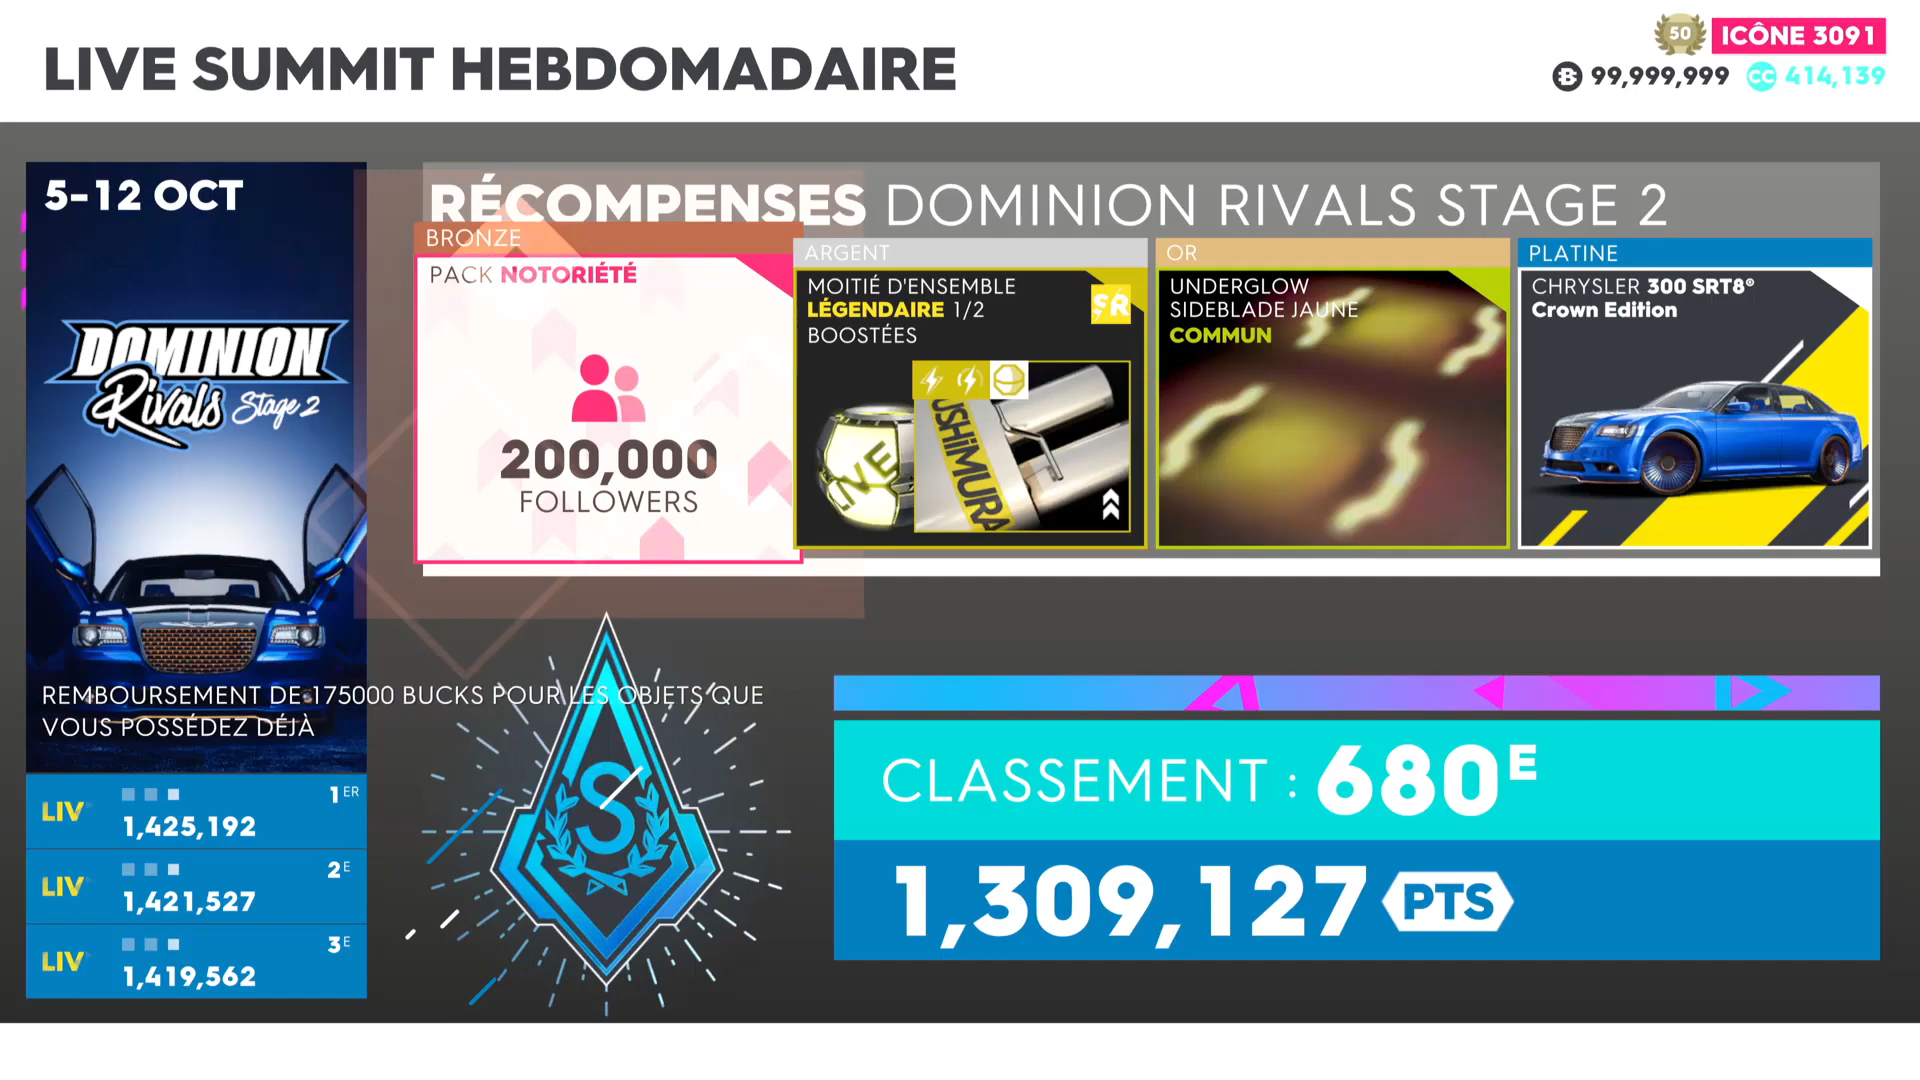 LIVE SUMMIT HEBDOMADAIRE
50 ICÔNE 3091
99,999,999 CC 414,139
5-12 OCT
DOMINION
Rivals Stage 2
RÉCOMPENSES DOMINION RIVALS STAGE 2
BRONZE
PACK NOTORIÉTÉ
200,000
FOLLOWERS
ARGENT
MOITIÉ D'ENSEMBLE
LÉGENDAIRE 1/2
BOOSTÉES
SR
LIVE
USHIMURA
OR
UNDERGLOW
SIDEBLADE JAUNE
COMMUN
PLATINE
CHRYSLER 300 SRT8®
Crown Edition
REMBOURSEMENT DE 175000 BUCKS POUR LES OBJETS QUE
VOUS POSSÉDEZ DÉJÀ
LIV 1ER
1,425,192
LIV 2E
1,421,527
LIV 3E
1,419,562
S
CLASSEMENT : 680E
1,309,127 PTS